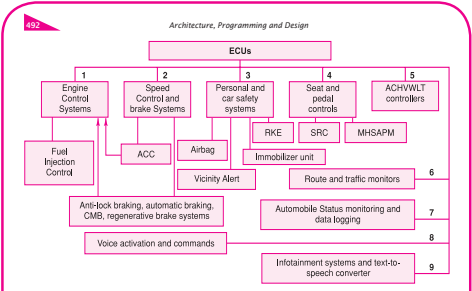 492
Architecture, Programming and Design
ECUs
1
2
3
4
5
Engine
Control
Systems
Speed
Control and
brake Systems
Personal and
car safety
systems
Seat and
pedal
controls
ACHVWLT
controllers
RKE
SRC
MHSAPM
Fuel
Injection
Control
ACC
Airbag
Immobilizer unit
Vicinity Alert
Route and traffic monitors
6
Anti-lock braking, automatic braking,
CMB, regenerative brake systems
Automobile Status monitoring and
data logging
7
Voice activation and commands
8
Infotainment systems and text-to-
speech converter
9